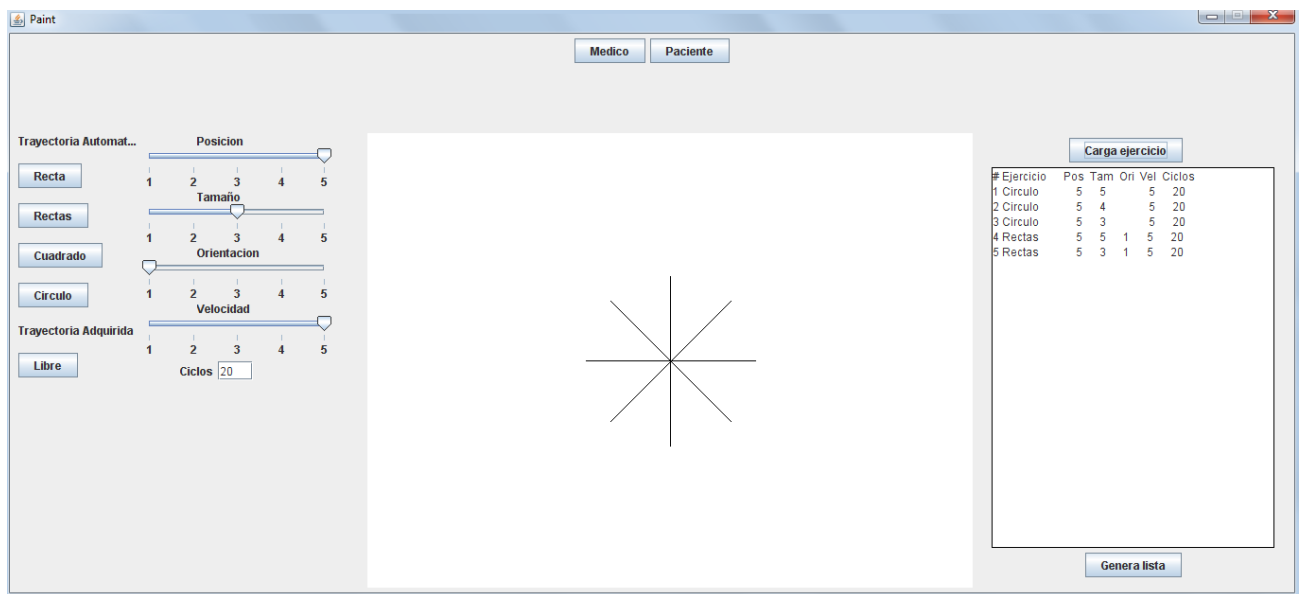 Paint
Medico Paciente
Trayectoria Automat...
Recta
Rectas
Cuadrado
Circulo
Trayectoria Adquirida
Libre
Posicion
1 2 3 4 5
Tamaño
1 2 3 4 5
Orientacion
1 2 3 4 5
Velocidad
1 2 3 4 5
Ciclos 20
Carga ejercicio
# Ejercicio Pos Tam Ori Vel Ciclos
1 Circulo 5 5 5 20
2 Circulo 5 4 5 20
3 Circulo 5 3 5 20
4 Rectas 5 5 1 5 20
5 Rectas 5 3 1 5 20
Genera lista